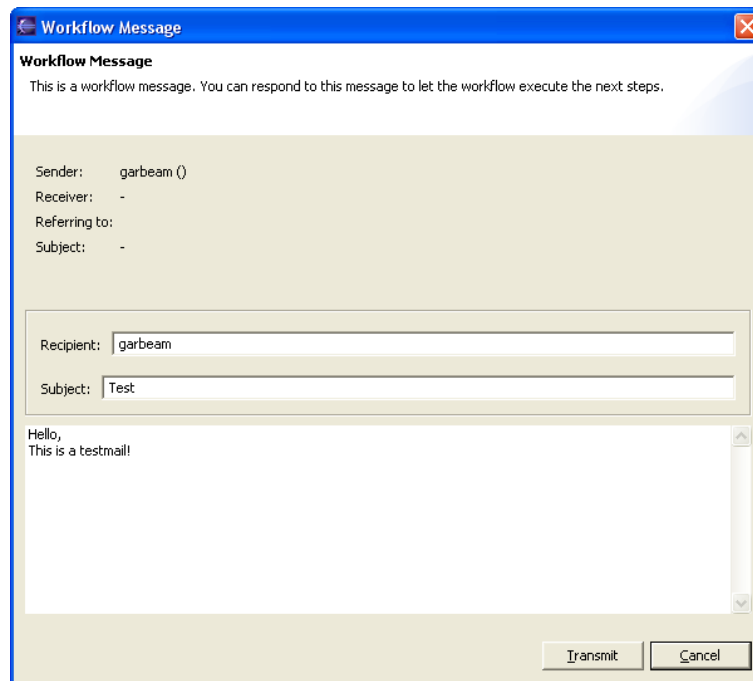 Workflow Message
Workflow Message
This is a workflow message. You can respond to this message to let the workflow execute the next steps.
Sender: garbeam ()
Receiver: -
Referring to:
Subject: -
Recipient: garbeam
Subject: Test
Hello,
This is a testmail!
Transmit Cancel